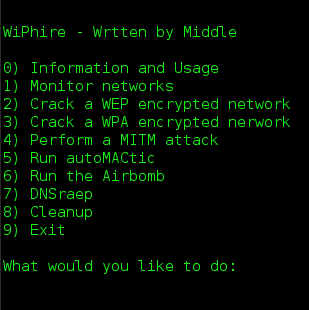 WiPhire - Wrtten by Middle
0) Information and Usage
1) Monitor networks
2) Crack a WEP encrypted network
3) Crack a WPA encrypted nerwork
4) Perform a MITM attack
5) Run autoMACtic
6) Run the Airbomb
7) DNSraep
8) Cleanup
9) Exit
What would you like to do: